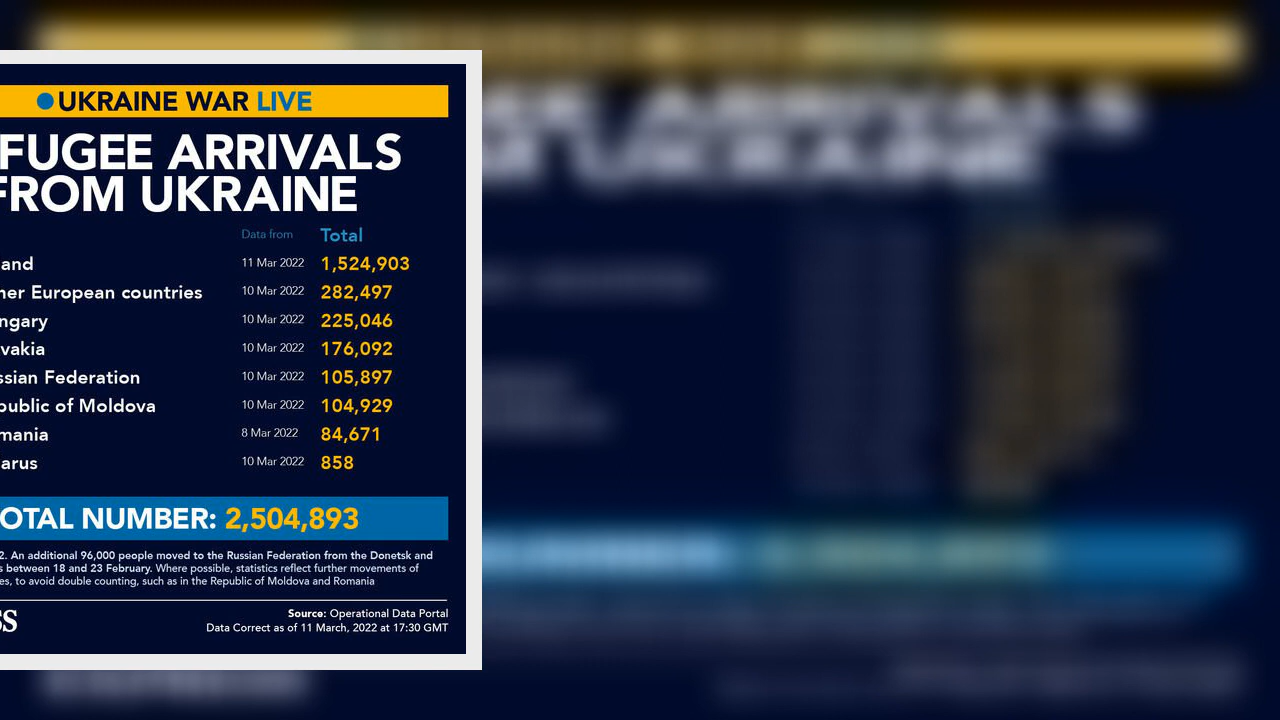 UKRAINE WAR LIVE
FUGEE ARRIVALS
FROM UKRAINE
Data from Total
and 11 Mar 2022 1,524,903
her European countries 10 Mar 2022 282,497
ngary 10 Mar 2022 225,046
vakia 10 Mar 2022 176,092
ssian Federation 10 Mar 2022 105,897
public of Moldova 10 Mar 2022 104,929
mania 8 Mar 2022 84,671
arus 10 Mar 2022 858
OTAL NUMBER: 2,504,893
2. An additional 96,000 people moved to the Russian Federation from the Donetsk and
s between 18 and 23 February. Where possible, statistics reflect further movements of
es, to avoid double counting, such as in the Republic of Moldova and Romania
SS
Source: Operational Data Portal
Data Correct as of 11 March, 2022 at 17:30 GMT